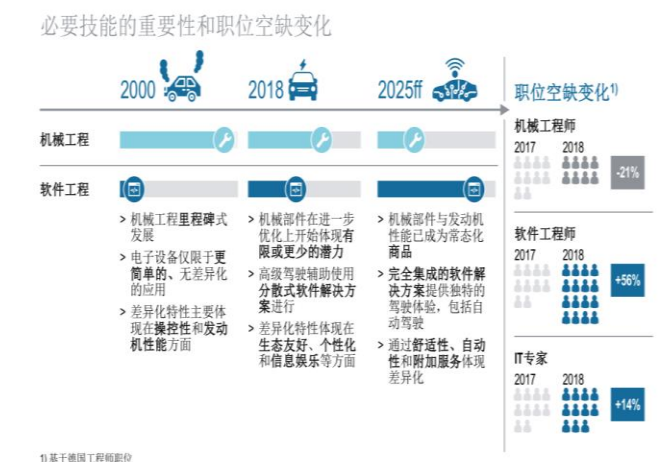 必要技能的重要性和职位空缺变化
2000
2018
2025ff
职位空缺变化1)
机械工程
软件工程
> 机械工程里程碑式
发展
> 电子设备仅限于更
简单的、无差异化
的应用
> 差异化特性主要体
现在操控性和发动
机性能方面
> 机械部件在进一步
优化上开始体现有
限或更少的潜力
> 高级驾驶辅助使用
分散式软件解决方
案进行
> 差异化特性体现在
生态友好、个性化
和信息娱乐等方面
> 机械部件与发动机
性能已成为常态化
商品
> 完全集成的软件解
决方案提供独特的
驾驶体验，包括自
动驾驶
> 通过舒适性、自动
性和附加服务体现
差异化
机械工程师
2017 2018
-21%
软件工程师
2017 2018
+56%
IT专家
2017 2018
+14%
1) 基于德国工程师职位